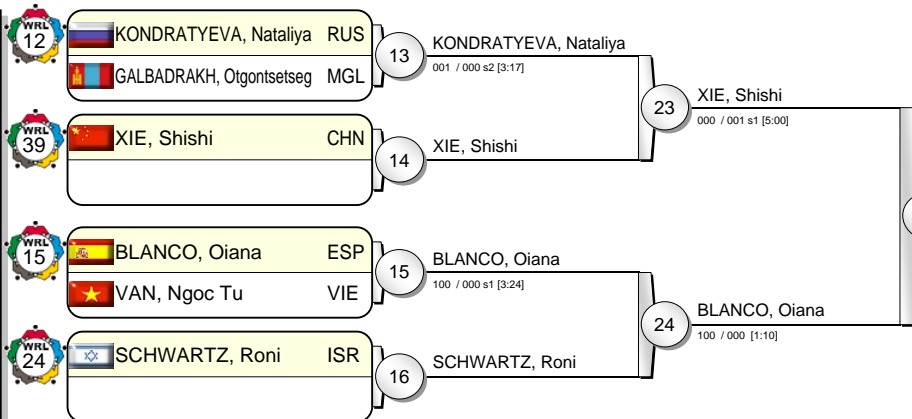 WRL
12
KONDRATYEVA, Nataliya RUS
GALBADRAKH, Otgontsetseg MGL
13
KONDRATYEVA, Nataliya
001 / 000 s2 [3:17]
WRL
39
XIE, Shishi CHN
14
XIE, Shishi
23
XIE, Shishi
000 / 001 s1 [5:00]
WRL
15
BLANCO, Oiana ESP
VAN, Ngoc Tu VIE
15
BLANCO, Oiana
100 / 000 s1 [3:24]
WRL
24
SCHWARTZ, Roni ISR
16
SCHWARTZ, Roni
24
BLANCO, Oiana
100 / 000 [1:10]